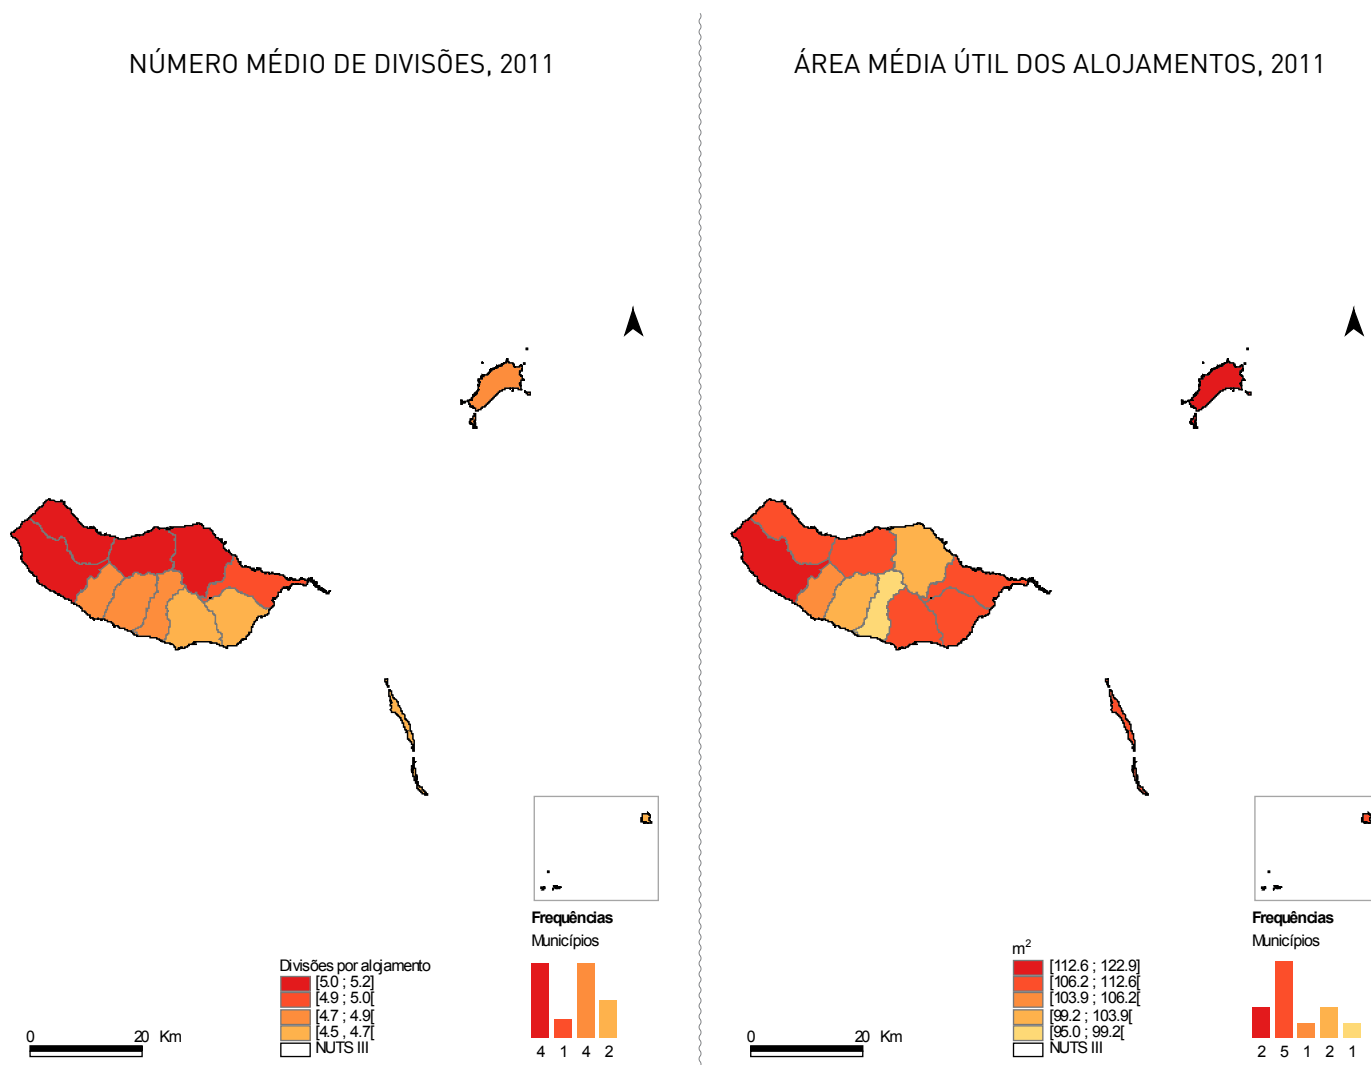 NÚMERO MÉDIO DE DIVISÕES, 2011
Divisões por alojamento
[5.0 ; 5.2]
[4.9 ; 5.0[
[4.7 ; 4.9[
[4.5 ; 4.7[
NUTS III
0 20 Km
Frequências
Municípios
4 1 4 2
ÁREA MÉDIA ÚTIL DOS ALOJAMENTOS, 2011
m²
[112.6 ; 122.9]
[106.2 ; 112.6[
[103.9 ; 106.2[
[99.2 ; 103.9[
[95.0 ; 99.2[
NUTS III
0 20 Km
Frequências
Municípios
2 5 1 2 1